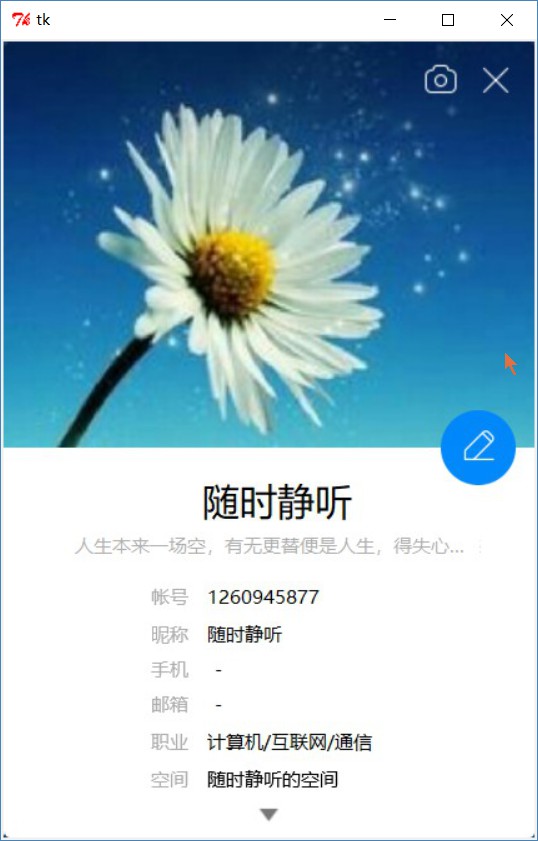 tk
随时静听
人生本来一场空，有无更替便是人生，得失心...
帐号 1260945877
昵称 随时静听
手机 -
邮箱 -
职业 计算机/互联网/通信
空间 随时静听的空间